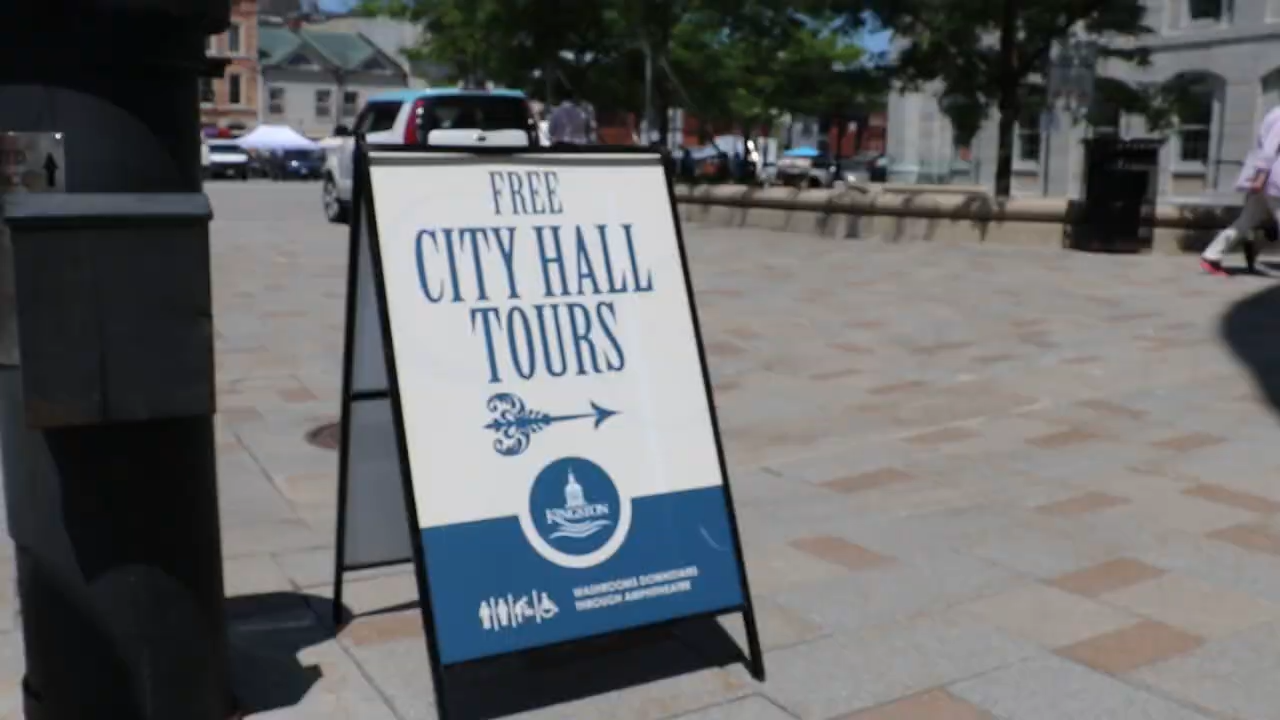 FREE
CITY HALL
TOURS
KINGSTON
WASHROOMS DOWNSTAIRS
THROUGH AMPHITHEATRE